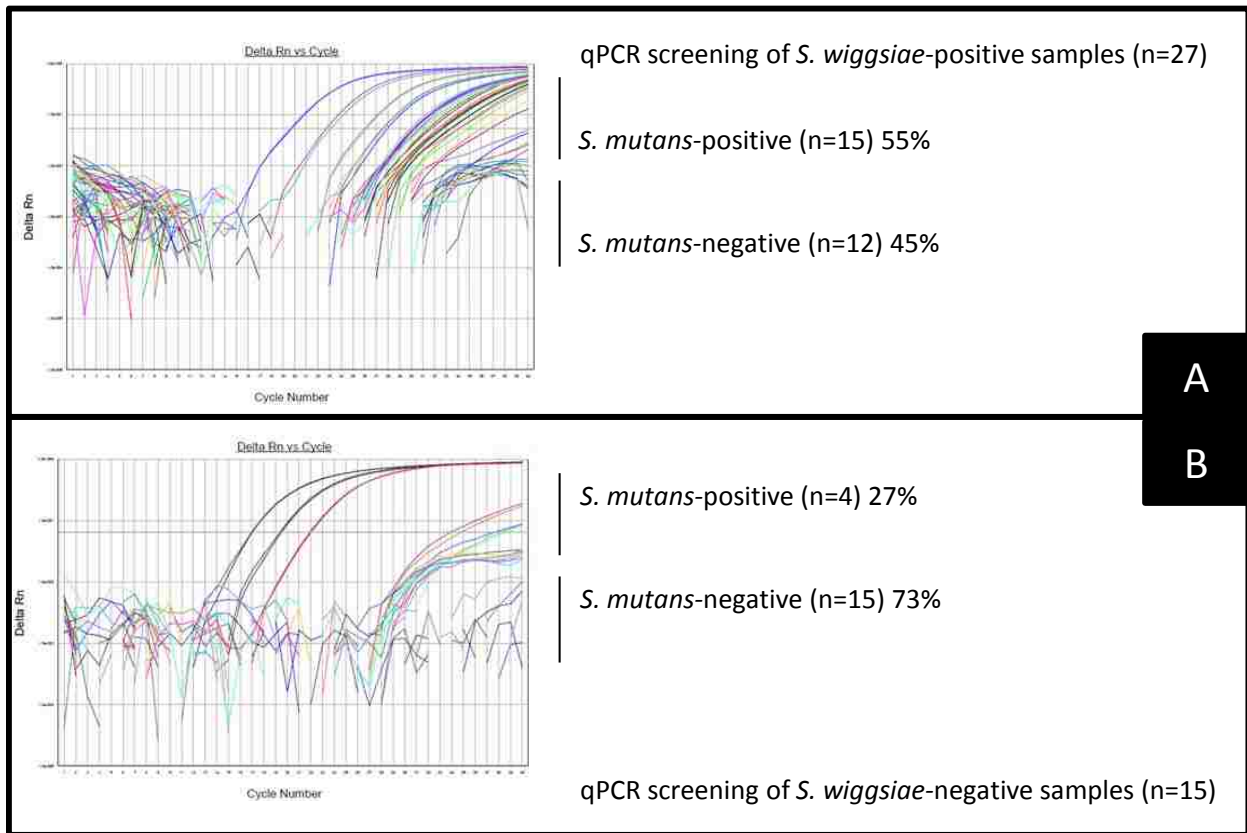 Delta Rn vs Cycle
qPCR screening of S. wiggsiae-positive samples (n=27)
S. mutans-positive (n=15) 55%
S. mutans-negative (n=12) 45%
Delta Rn
Cycle Number
A
B
Delta Rn vs Cycle
S. mutans-positive (n=4) 27%
S. mutans-negative (n=15) 73%
Delta Rn
Cycle Number
qPCR screening of S. wiggsiae-negative samples (n=15)